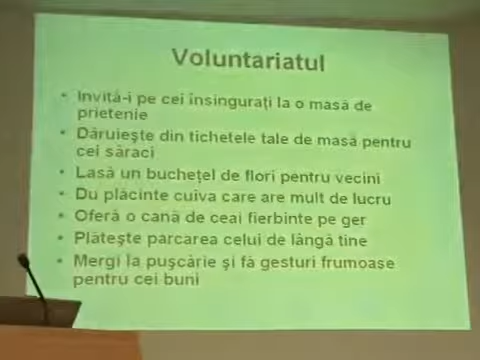 Voluntariatul
• Invită-i pe cei însinguraţi la o masă de
prietenie
• Dăruieşte din tichetele tale de masă pentru
cei săraci
• Lasă un bucheţel de flori pentru vecini
• Du plăcinte cuiva care are mult de lucru
• Oferă o cană de ceai fierbinte pe ger
• Plăteşte parcarea celui de lângă tine
• Mergi la puşcărie şi fă gesturi frumoase
pentru cei buni